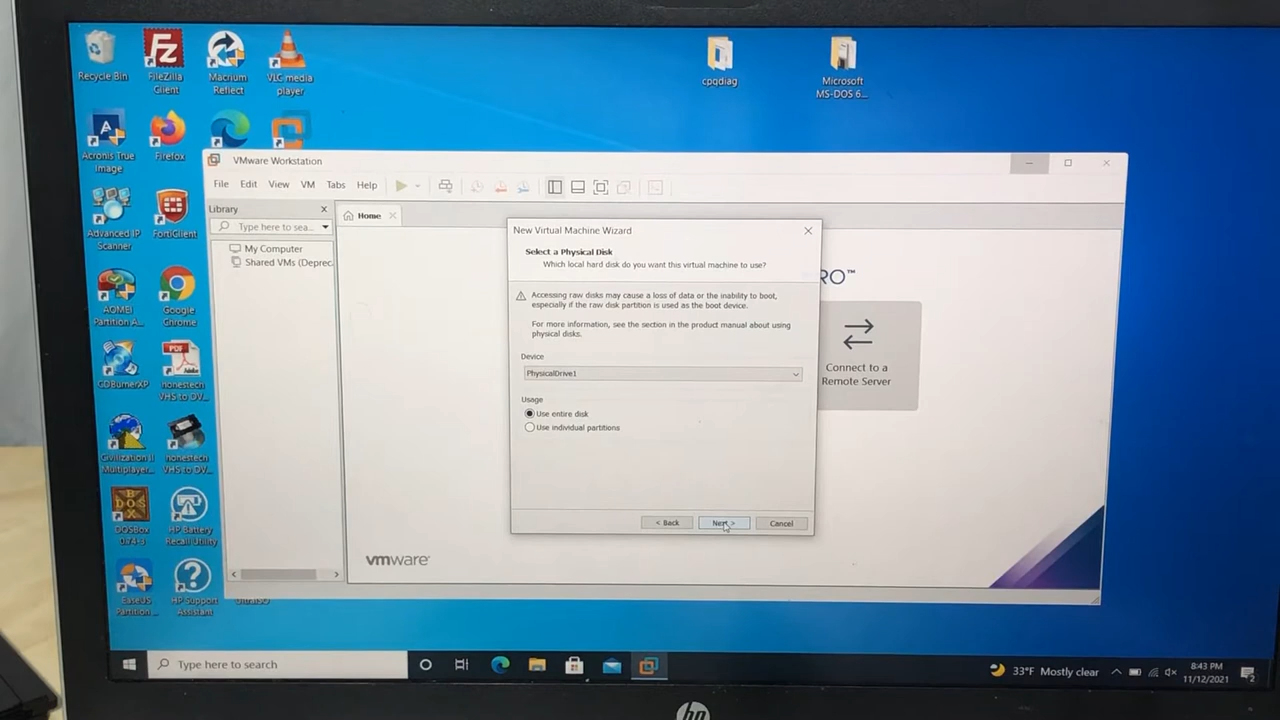 Recycle Bin
FileZilla
Client
Macrium
Reflect
VLC media
player
cpqdiag
Microsoft
MS-DOS 6...
Acronis True
Image
Firefox
VMware Workstation
File Edit View VM Tabs Help
Library
Type here to sea...
Home
My Computer
Shared VMs (Deprec
Advanced IP
Scanner
FortiClient
New Virtual Machine Wizard
Select a Physical Disk
Which local hard disk do you want this virtual machine to use?
Accessing raw disks may cause a loss of data or the inability to boot,
especially if the raw disk partition is used as the boot device.
For more information, see the section in the product manual about using
physical disks.
Device
PhysicalDrive1
Usage
Use entire disk
Use individual partitions
< Back
Next >
Cancel
RO™
Connect to a
Remote Server
AOMEI
Partition A...
Google
Chrome
CDBurnerXP
honestech
VHS to DV...
Civilization II
Multiplayer...
honestech
VHS to DV...
DOSBox
0.74-3
HP Battery
Recall Utility
EaseUS
Partition ...
HP Support
Assistant
UltraISO
vmware
Type here to search
33°F Mostly clear
8:43 PM
11/12/2021
hp